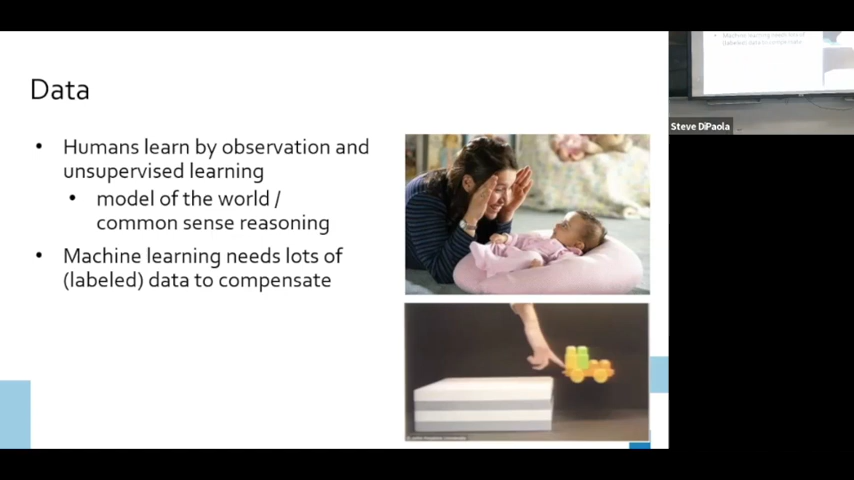 Data
• Humans learn by observation and
unsupervised learning
• model of the world /
common sense reasoning
• Machine learning needs lots of
(labeled) data to compensate
Steve DiPaola